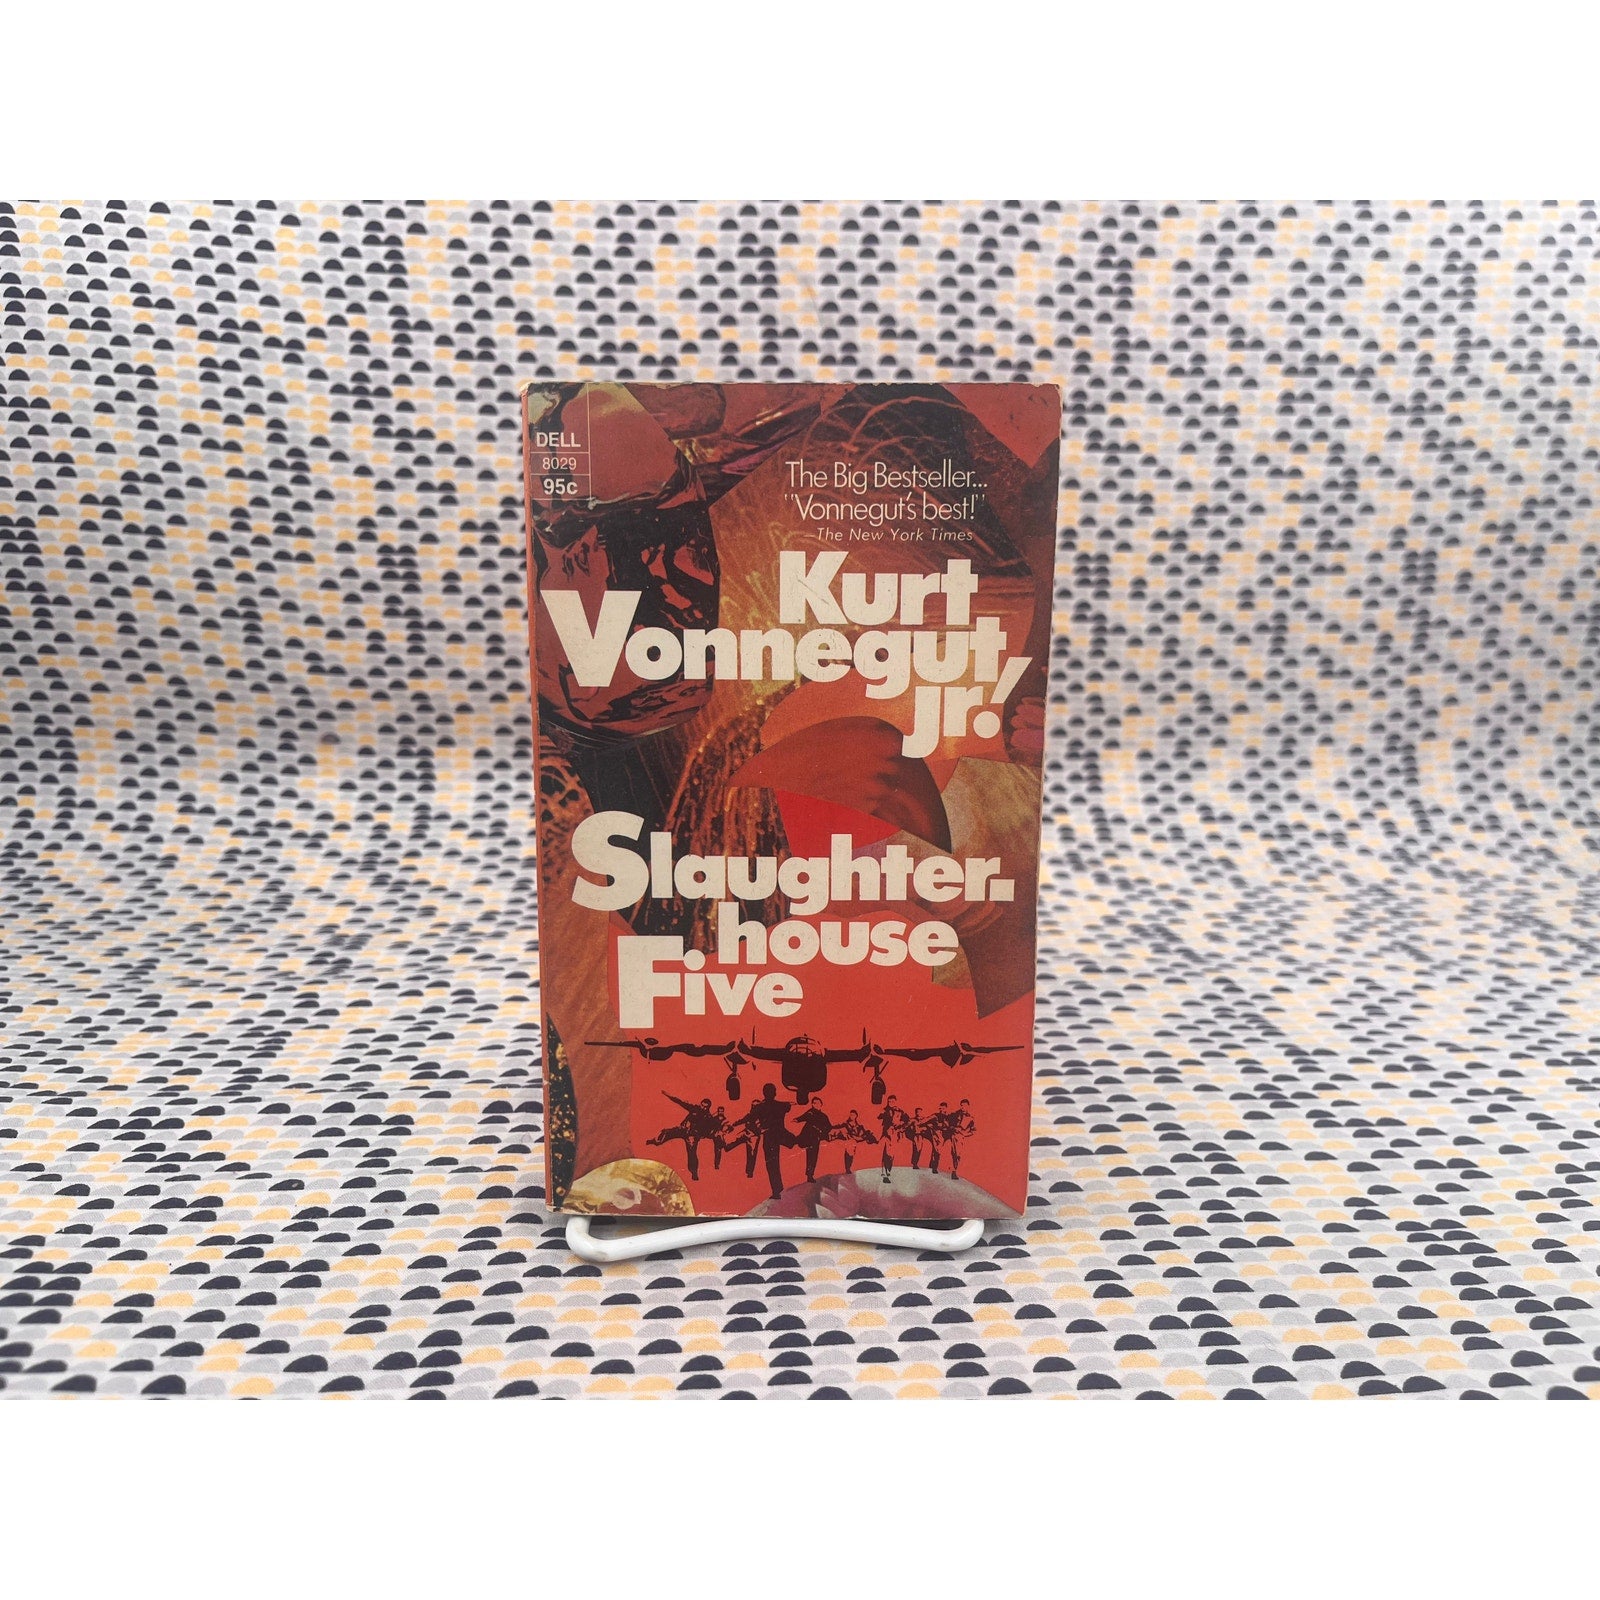 DELL
8029
95c
The Big Bestseller...
"Vonnegut's best!"
—The New York Times
Kurt
Vonnegut,
jr.!
Slaughter-
house
Five